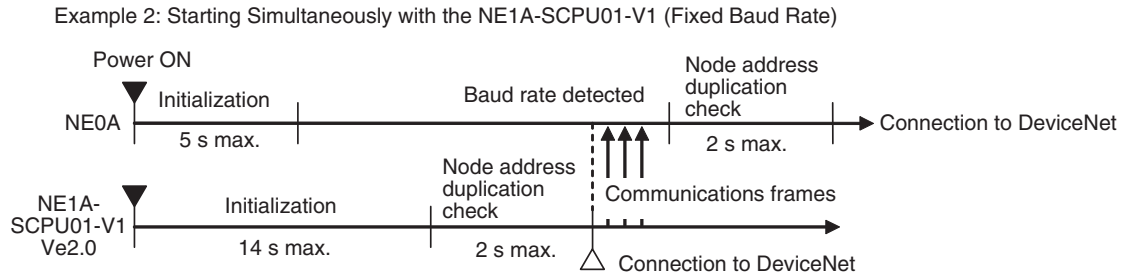 Example 2: Starting Simultaneously with the NE1A-SCPU01-V1 (Fixed Baud Rate)
Power ON
Initialization
Baud rate detected
Node address
duplication
check
NE0A
5 s max.
2 s max.
Connection to DeviceNet
Node address
duplication
check
Communications frames
NE1A-
SCPU01-V1
Ve2.0
Initialization
14 s max.
2 s max.
Connection to DeviceNet